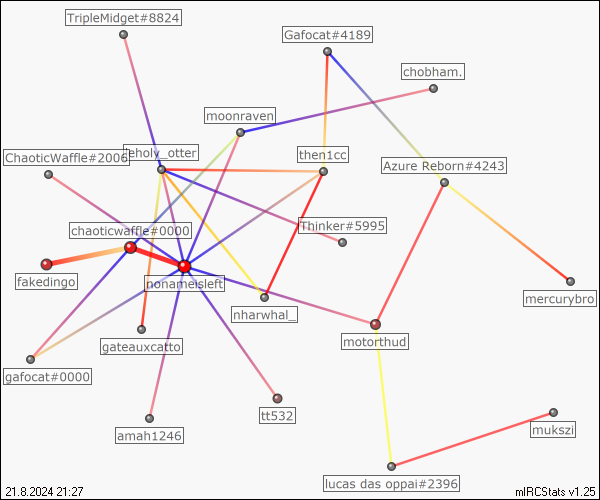 TripleMidget#8824
Gafocat#4189
chobham.
moonraven
ChaoticWaffle#2006
eholy_otter
then1cc
Azure Reborn#4243
chaoticwaffle#0000
Thinker#5995
fakedingo
nonameisleft
mercurybro
nharwhal_
gateauxcatto
motorthud
gafocat#0000
tt532
amah1246
mukszi
lucas das oppai#2396
21.8.2024 21:27
mIRCStats v1.25